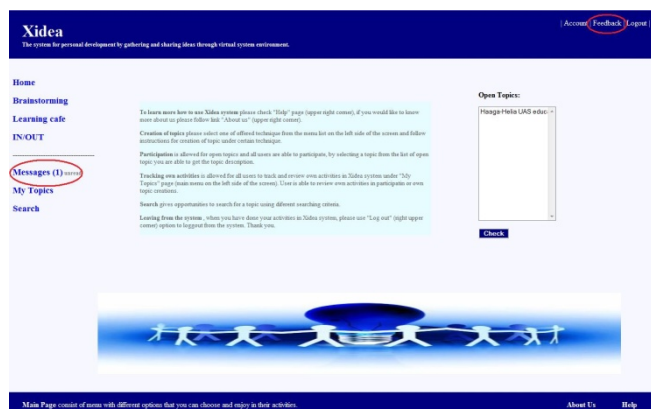 Xidea
The system for personal development by gathering and sharing ideas through virtual system environment.
| Account | Feedback | Logout |
Home
Brainstorming
Learning cafe
IN/OUT
Messages (1)
My Topics
Search
To learn more how to use Xidea system please check "Help" page (upper right corner), if you would like to know
more about us please follow link "About us" (upper right corner).
Creation of topics please select one of offered technique from the menu list on the left side of the screen and follow
instructions for creation of topic under certain technique.
Participation is allowed for open topics and all users are able to participate, by selecting a topic from the list of open
topic you are able to get the topic description.
Tracking own activities is allowed for all users to track and review own activities in Xidea system under "My
Topics" page (main menu on the left side of the screen). User is able to review own activities in participatin or own
topic creations.
Search gives opportunities to search for a topic using diferent searching criteria.
Leaving from the system , when you have done your activities in Xidea system, please use "Log out" (right upper
corner) option to loggout from the system. Thank you.
Open Topics:
Haaga-Helia UAS educ
Check
Main Page consist of menu with different options that you can choose and enjoy in their activities.
About Us
Help